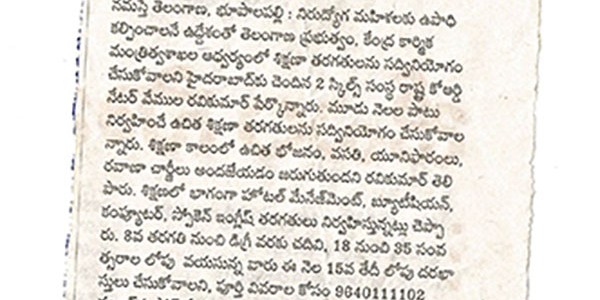 నమస్తే తెలంగాణ, భూపాలపల్లి : నిరుద్యోగ మహిళలకు ఉపాధి
కల్పించాలనే ఉద్దేశంతో తెలంగాణ ప్రభుత్వం, కేంద్ర కార్మిక
మంత్రిత్వశాఖల ఆధ్వర్యంలో శిక్షణా తరగతులను సద్వినియోగం
చేసుకోవాలని హైదరాబాద్‌కు చెందిన 2 స్కిల్స్ సంస్థ రాష్ట్ర కోఆర్డి
నేటర్ వేముల రవికుమార్ పేర్కొన్నారు. మూడు నెలల పాటు
నిర్వహించే ఉచిత శిక్షణా తరగతులను సద్వినియోగం చేసుకోవాల
న్నారు. శిక్షణా కాలంలో ఉచిత భోజనం, వసతి, యూనిఫారంలు,
రవాణా చార్జీలు అందజేయడం జరుగుతుందని రవికుమార్ తెలి
పారు. శిక్షణలో భాగంగా హోటల్ మేనేజ్‌మెంట్, బ్యూటీషియన్,
కంప్యూటర్, స్పోకెన్ ఇంగ్లీష్ తరగతులు నిర్వహిస్తున్నట్లు చెప్పా
రు. 8వ తరగతి నుంచి డిగ్రీ వరకు చదివి, 18 నుంచి 35 సంవ
త్సరాల లోపు వయసున్న వారు ఈ నెల 15వ తేదీ లోపు దరఖా
స్తులు చేసుకోవాలని, పూర్తి వివరాల కోసం 9640111102